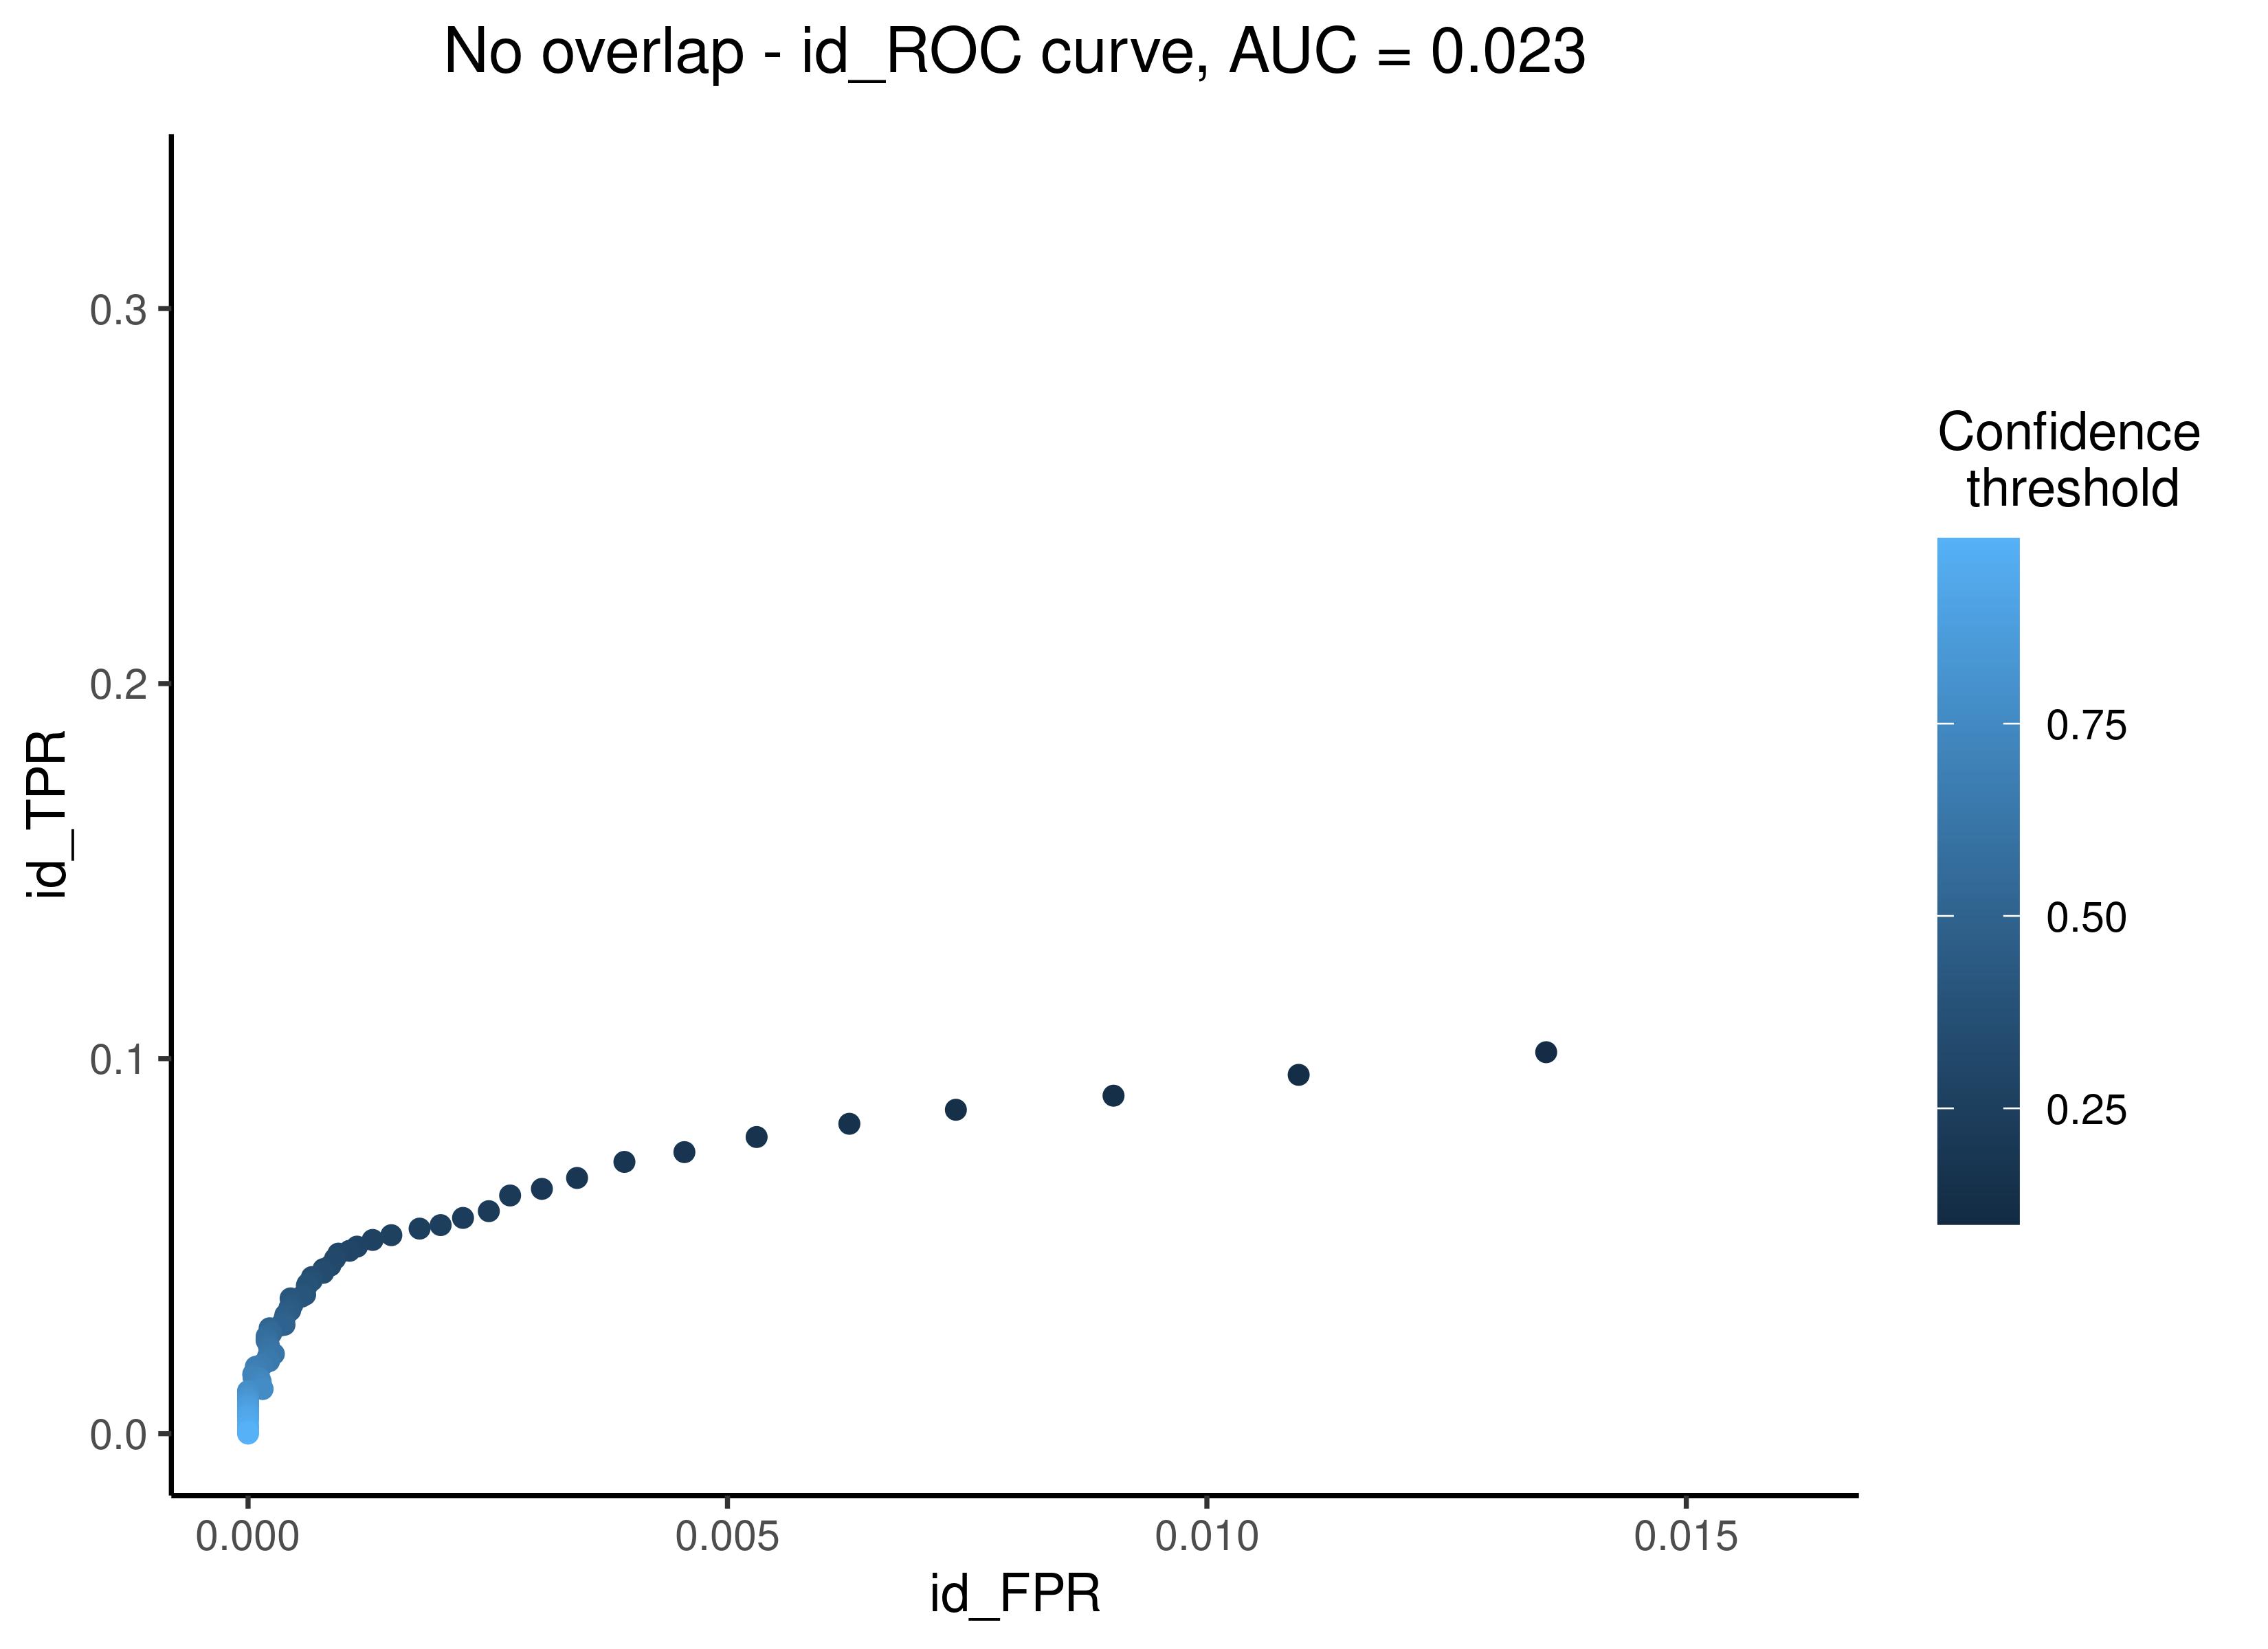 No overlap - id_ROC curve, AUC = 0.023
0.3
0.2
0.1
0.0
id_TPR
0.000 0.005 0.010 0.015
id_FPR
Confidence
threshold
0.75
0.50
0.25